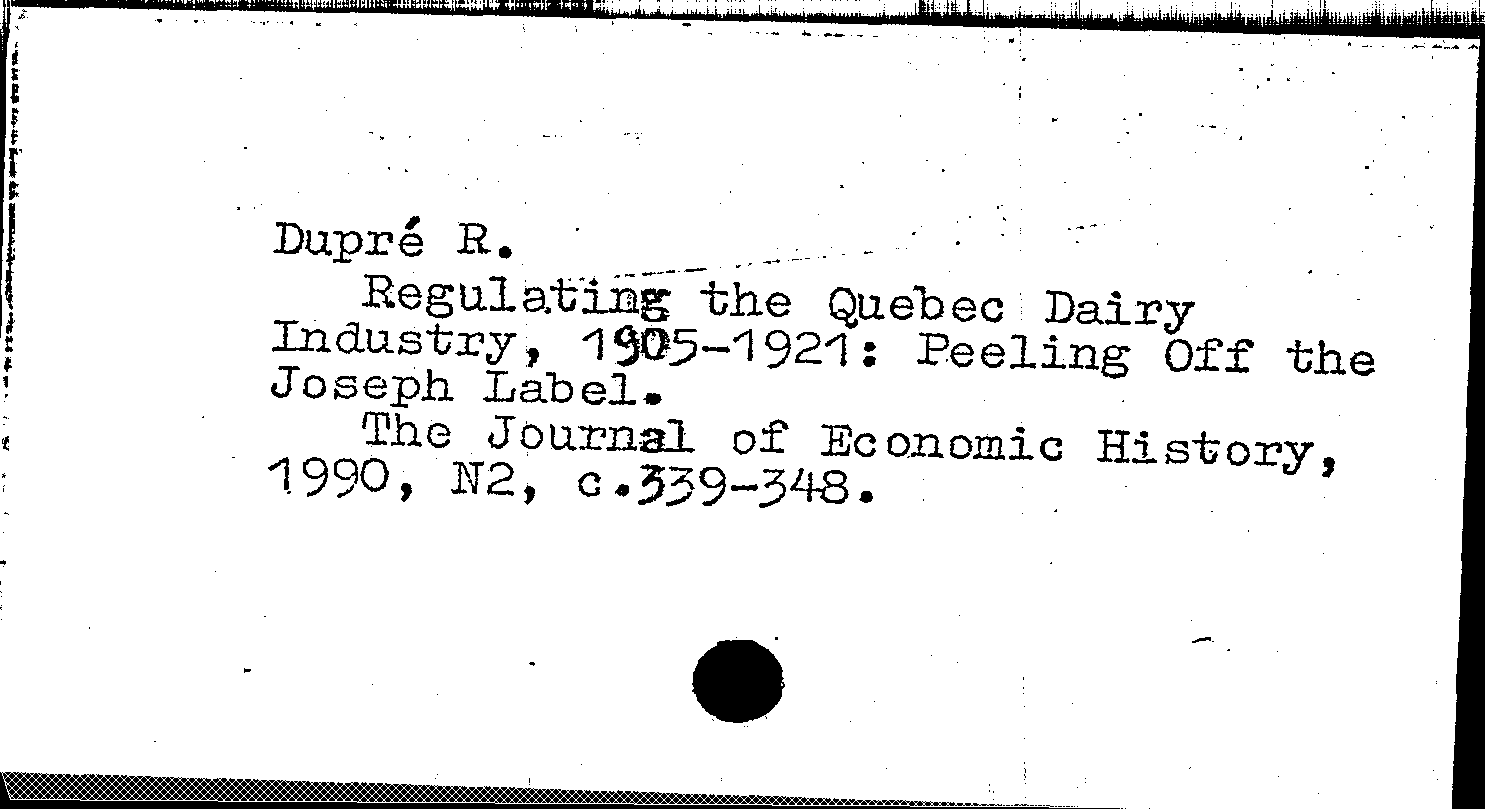 Dupré R.
Regulating the Quebec Dairy
Industry, 1905-1921: Peeling Off the
Joseph Label.
The Journal of Economic History,
1990, N2, c.339-348.